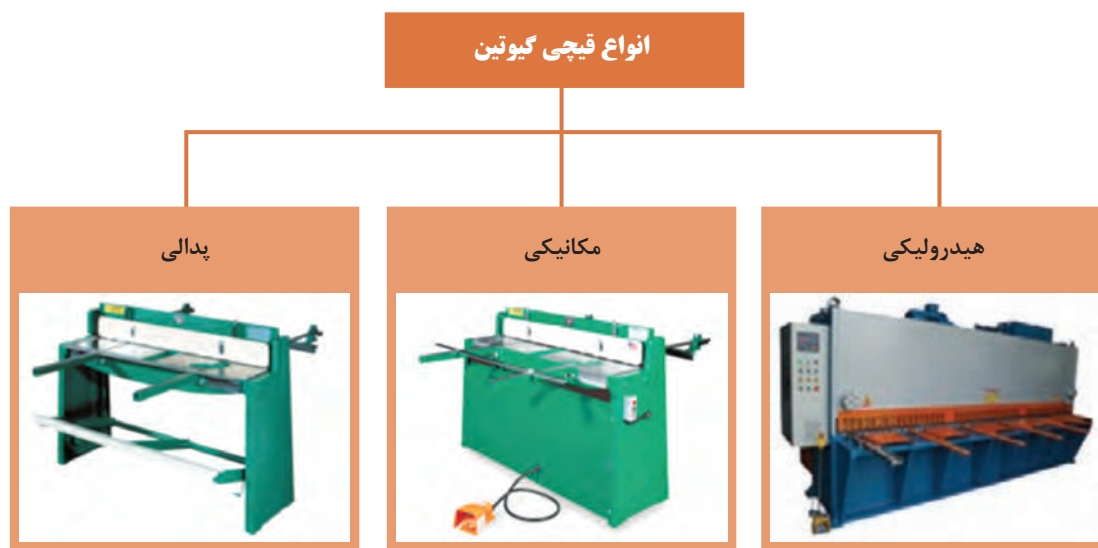 انواع قیچی گیوتین
هیدرولیکی
مکانیکی
پدالی